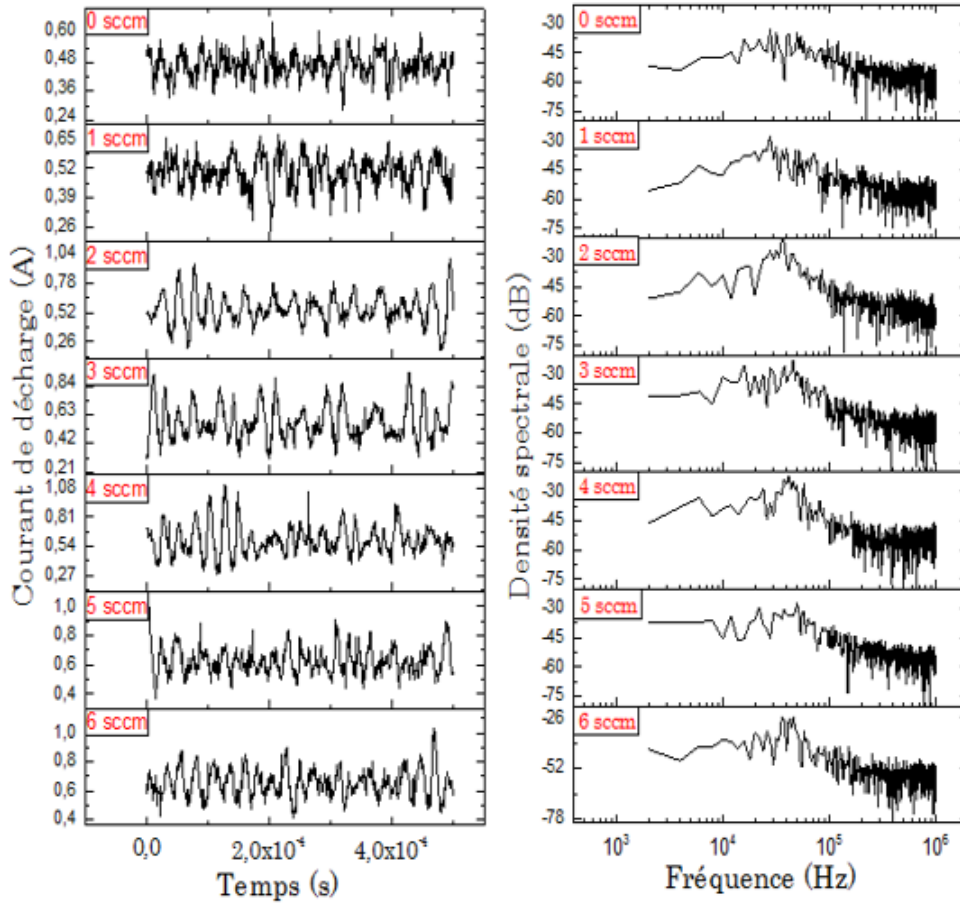 Courant de décharge (A)
0 sccm
0,60
0,48
0,36
0,24
1 sccm
0,65
0,52
0,39
0,26
2 sccm
1,04
0,78
0,52
0,26
3 sccm
0,84
0,63
0,42
0,21
4 sccm
1,08
0,81
0,54
0,27
5 sccm
1,0
0,8
0,6
0,4
6 sccm
1,0
0,8
0,6
0,4
0,0 2,0x10⁻⁴ 4,0x10⁻⁴
Temps (s)
Densité spectrale (dB)
-30
0 sccm
-45
-60
-75
-30
1 sccm
-45
-60
-75
2 sccm
-30
-45
-60
-75
3 sccm
-30
-45
-60
-75
4 sccm
-30
-45
-60
-75
5 sccm
-30
-45
-60
-75
6 sccm
-26
-52
-78
10³ 10⁴ 10⁵ 10⁶
Fréquence (Hz)